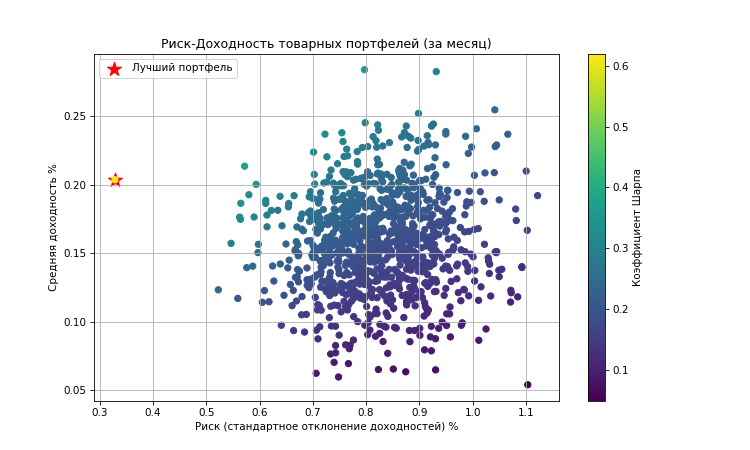 Риск-Доходность товарных портфелей (за месяц)
Лучший портфель
0.25
0.20
0.15
0.10
0.05
Средняя доходность %
0.3 0.4 0.5 0.6 0.7 0.8 0.9 1.0 1.1
Риск (стандартное отклонение доходностей) %
0.6
0.5
0.4
0.3
0.2
0.1
Коэффициент Шарпа